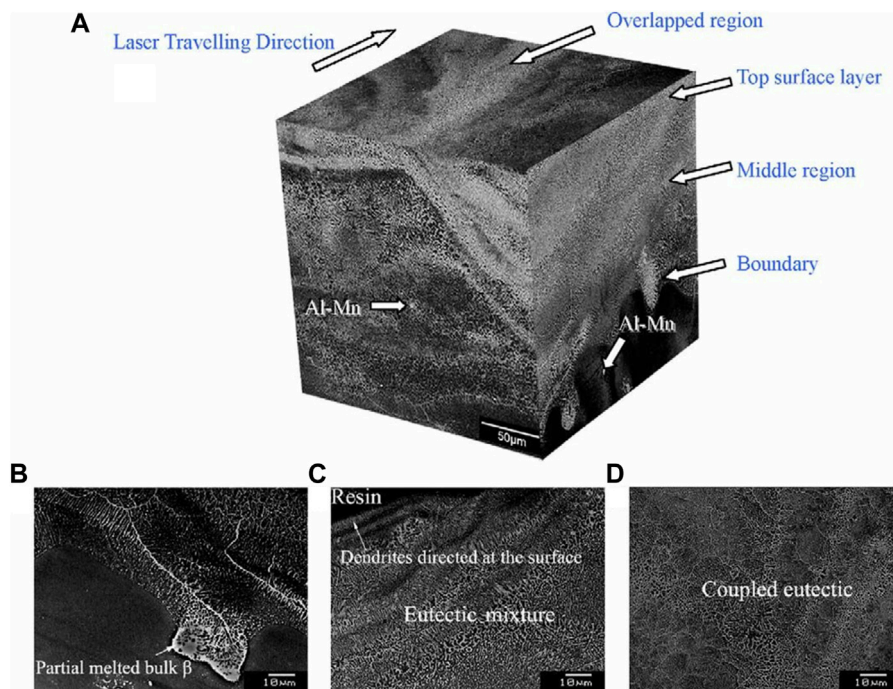 A
Laser Travelling Direction
Overlapped region
Top surface layer
Middle region
Boundary
Al-Mn
Al-Mn
50μm
B
Partial melted bulk β
10μm
C
Resin
Dendrites directed at the surface
Eutectic mixture
10μm
D
Coupled eutectic
10μm